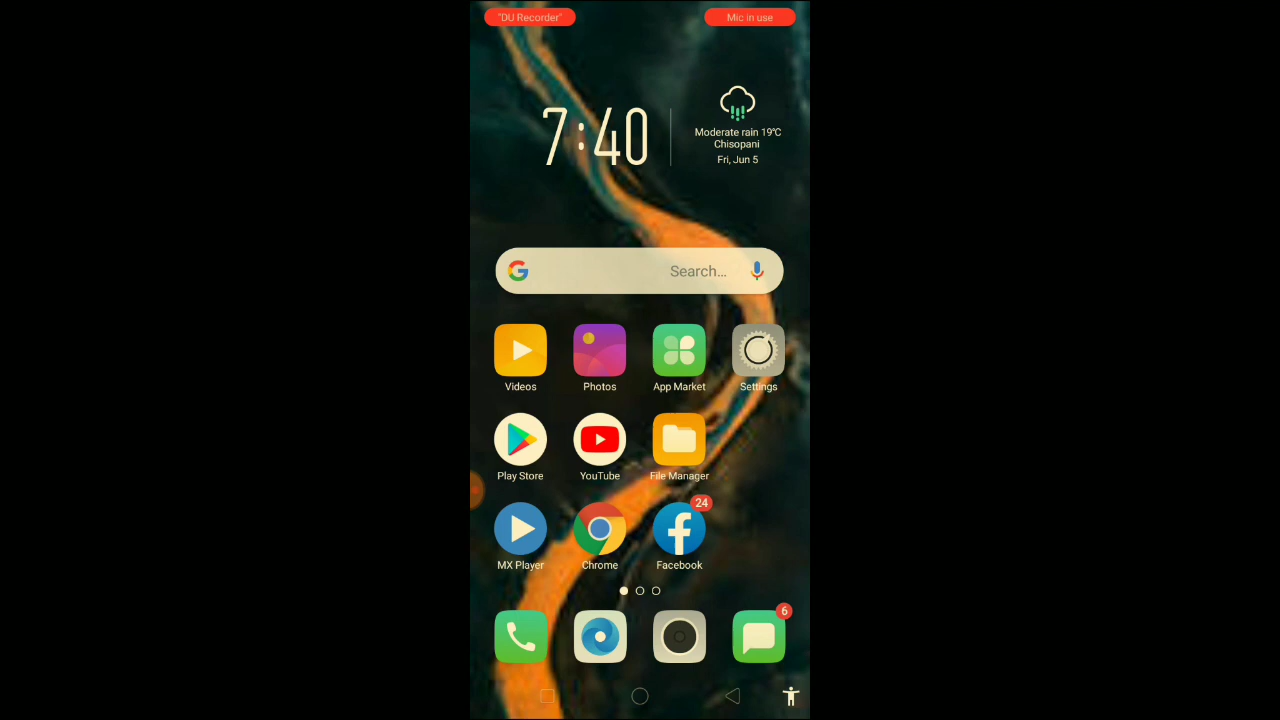 "DU Recorder"
Mic in use
7:40
Moderate rain 19°C
Chisopani
Fri, Jun 5
Search...
Videos
Photos
App Market
Settings
Play Store
YouTube
File Manager
24
MX Player
Chrome
Facebook
6